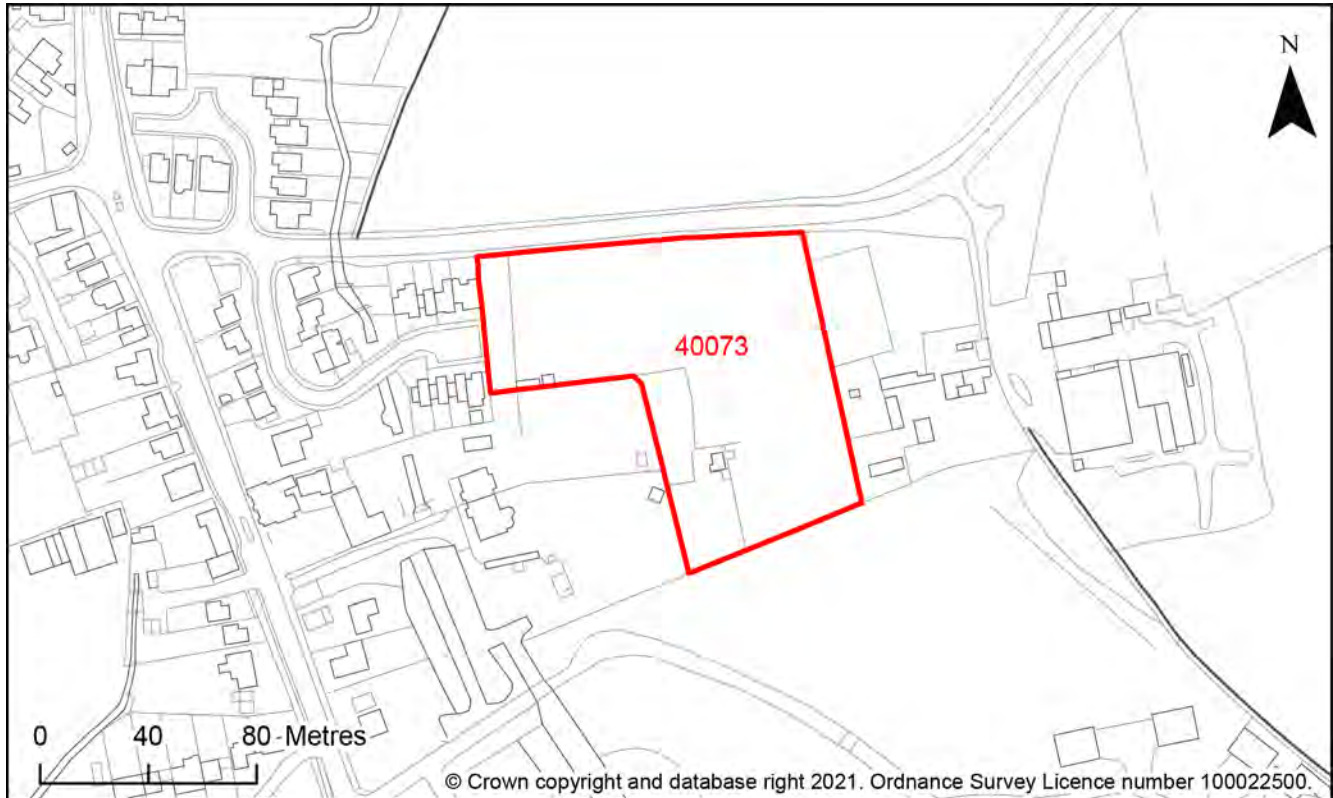 N
40073
0 40 80 Metres
© Crown copyright and database right 2021. Ordnance Survey Licence number 100022500.